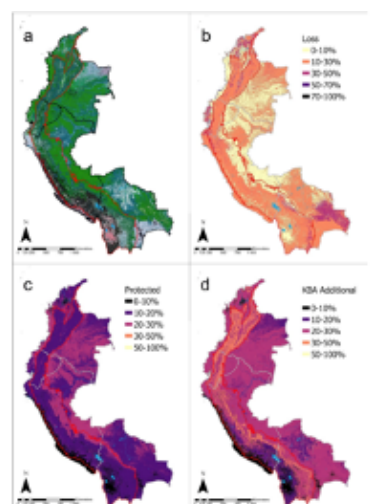 a
b
Loss
0-10%
10-30%
30-50%
50-70%
70-100%
N
N
c
Protected
0-10%
10-20%
20-30%
30-50%
50-100%
d
KBA Additional
0-10%
10-20%
20-30%
30-50%
50-100%
N
N